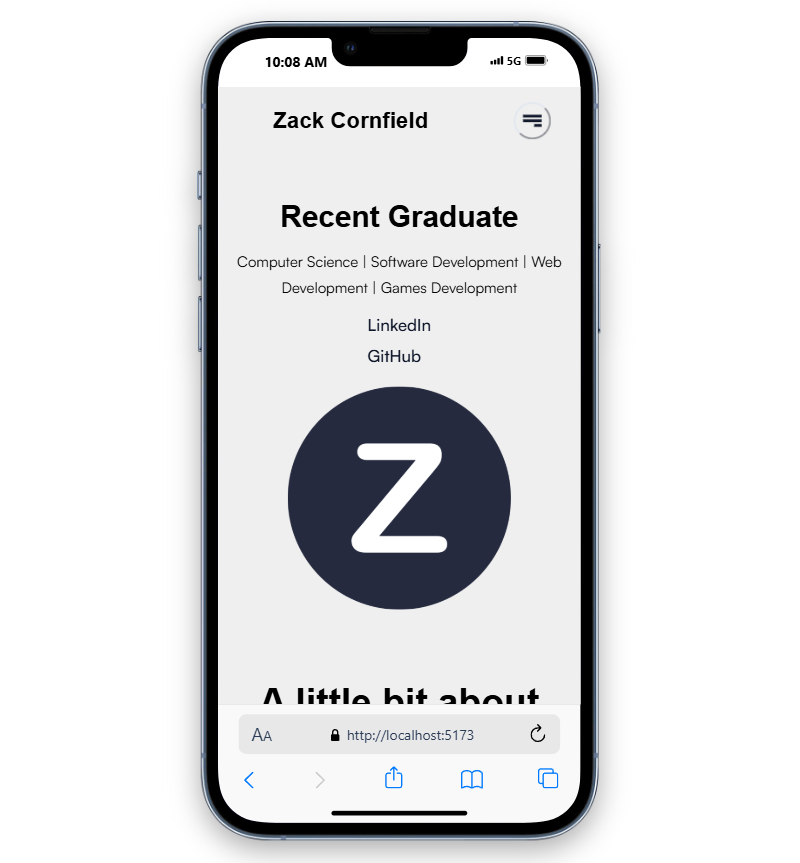 10:08 AM 5G
Zack Cornfield
Recent Graduate
Computer Science | Software Development | Web
Development | Games Development
LinkedIn
GitHub
Z
A little bit about
AA http://localhost:5173